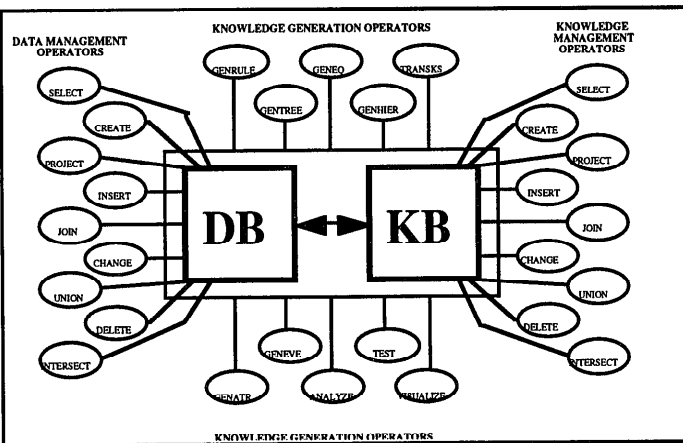 KNOWLEDGE GENERATION OPERATORS
KNOWLEDGE
MANAGEMENT
OPERATORS
DATA MANAGEMENT
OPERATORS
GENRULE
GENEQ
TRANSKS
SELECT
SELECT
GENTREE
GENHIER
CREATE
CREATE
PROJECT
PROJECT
INSERT
INSERT
DB
KB
JOIN
JOIN
CHANGE
CHANGE
UNION
UNION
DELETE
DELETE
GENEVE
TEST
INTERSECT
INTERSECT
GENATR
ANALYZE
VISUALIZE
KNOWLEDGE GENERATION OPERATORS